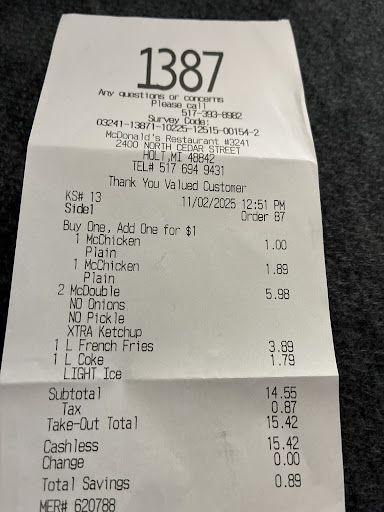 1387
Any questions or concerns
Please call
517-393-8982
Survey Code:
03241-13871-10225-12515-00154-2
McDonald's Restaurant #3241
2400 NORTH CEDAR STREET
HOLT,MI 48842
TEL# 517 694 9431
Thank You Valued Customer
KS# 13 11/02/2025 12:51 PM
Side1 Order 87
Buy One, Add One for $1
1 McChicken 1.00
Plain
1 McChicken 1.89
Plain
2 McDouble 5.98
NO Onions
NO Pickle
XTRA Ketchup
1 L French Fries 3.89
1 L Coke 1.79
LIGHT Ice
Subtotal 14.55
Tax 0.87
Take-Out Total 15.42
Cashless 15.42
Change 0.00
Total Savings 0.89
MER# 620788